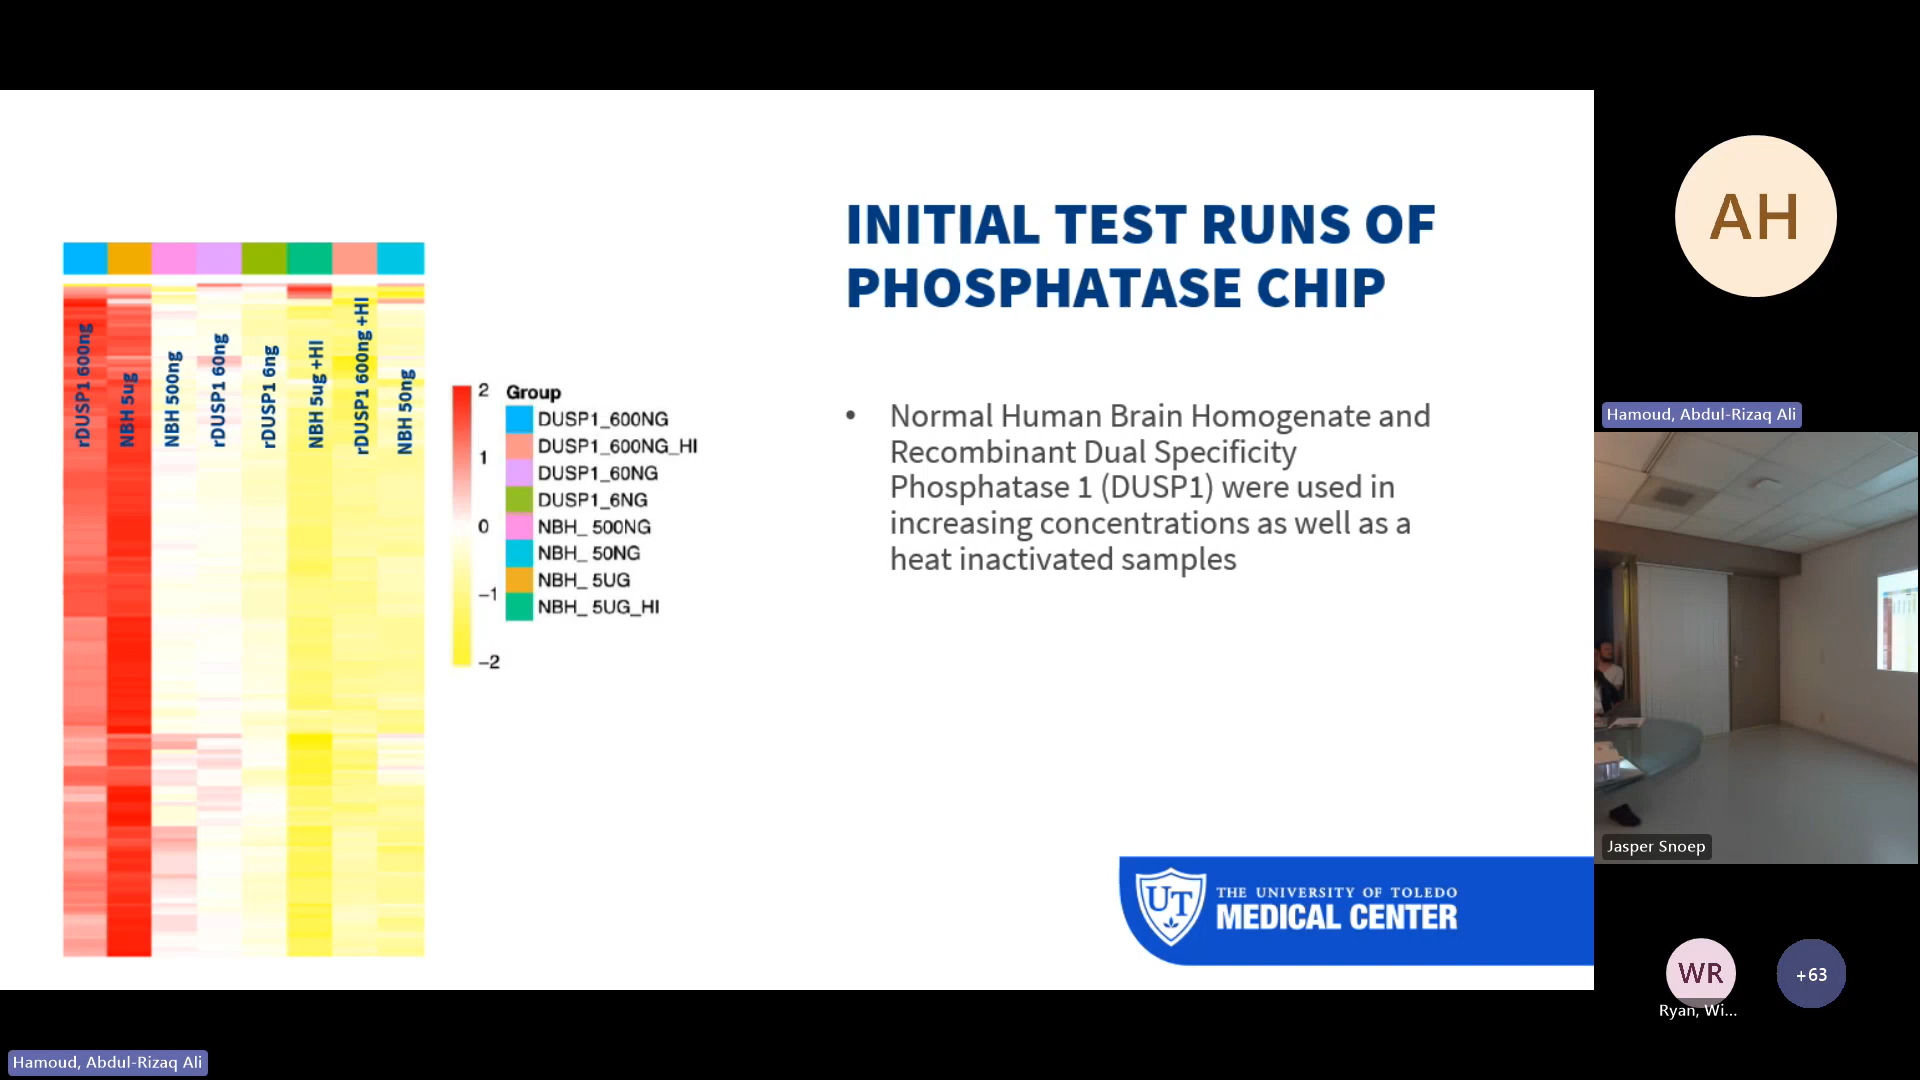 INITIAL TEST RUNS OF
PHOSPHATASE CHIP
• Normal Human Brain Homogenate and
Recombinant Dual Specificity
Phosphatase 1 (DUSP1) were used in
increasing concentrations as well as a
heat inactivated samples
rDUSP1 600ng
NBH 5ug
NBH 500ng
rDUSP1 60ng
rDUSP1 6ng
NBH 5ug +HI
rDUSP1 600ng +HI
NBH 50ng
2
1
0
−1
−2
Group
DUSP1_600NG
DUSP1_600NG_HI
DUSP1_60NG
DUSP1_6NG
NBH_ 500NG
NBH_ 50NG
NBH_ 5UG
NBH_ 5UG_HI
UT
THE UNIVERSITY OF TOLEDO
MEDICAL CENTER
AH
Hamoud, Abdul-Rizaq Ali
Jasper Snoep
WR
+63
Ryan, Wi...
Hamoud, Abdul-Rizaq Ali